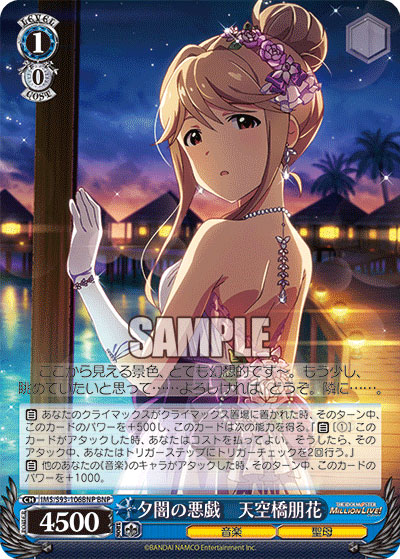 LEVEL
1
0
COST
SAMPLE
ここから見える景色、とても幻想的です～。もう少し、
眺めていたいと思って……よろしければ、どうぞ。隣に……。
【自】 あなたのクライマックスがクライマックス置場に置かれた時、そのターン中、
このカードのパワーを+500し、このカードは次の能力を得る。『【自】［①］ この
カードがアタックした時、あなたはコストを払ってよい。そうしたら、そのター
ン中、あなたはトリガーステップにトリガーチェックを2回行う。』
【自】 他のあなたの《音楽》のキャラがアタックした時、そのターン中、このカード
のパワーを+500。
CH
IMS/S93-106BNP BNP
4500
POWER
夕闇の悪戯 天空橋朋花
THE IDOLM@STER
MILLION LIVE!
音楽
聖母
©BANDAI NAMCO Entertainment Inc.